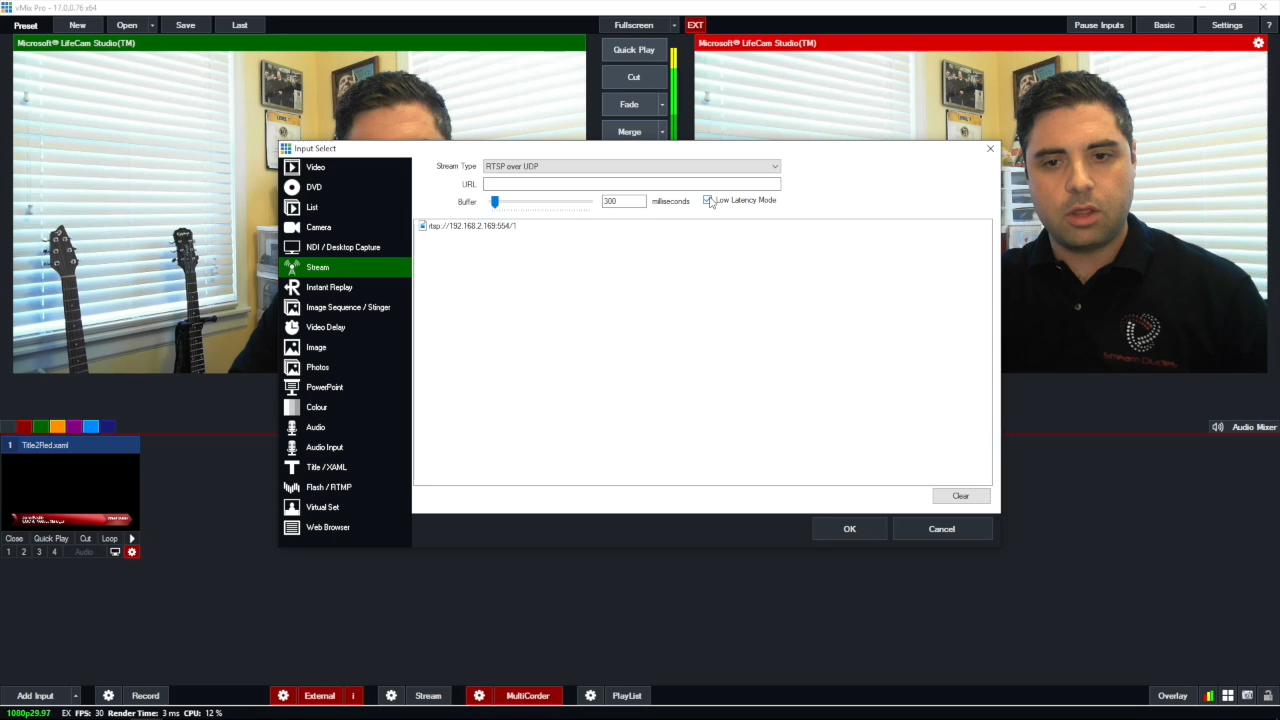 vMix Pro - 17.0.0.76 x64
Preset New Open Save Last Fullscreen EXT Pause Inputs Basic Settings ?
Microsoft® LifeCam Studio(TM)
Microsoft® LifeCam Studio(TM)
Quick Play
Cut
Fade
Merge
Input Select
Video
DVD
List
Camera
NDI / Desktop Capture
Stream
Instant Replay
Image Sequence / Stinger
Video Delay
Image
Photos
PowerPoint
Colour
Audio
Audio Input
Title / XAML
Flash / RTMP
Virtual Set
Web Browser
Stream Type RTSP over UDP
URL
Buffer 300 milliseconds Low Latency Mode
rtsp://192.168.2.169:554/1
Clear
OK Cancel
Audio Mixer
1 Title2Red.xaml
Close Quick Play Cut Loop
1 2 3 4 Audio
Add Input Record External i Stream MultiCorder PlayList Overlay
1080p29.97 EX FPS: 30 Render Time: 3 ms CPU: 12 %